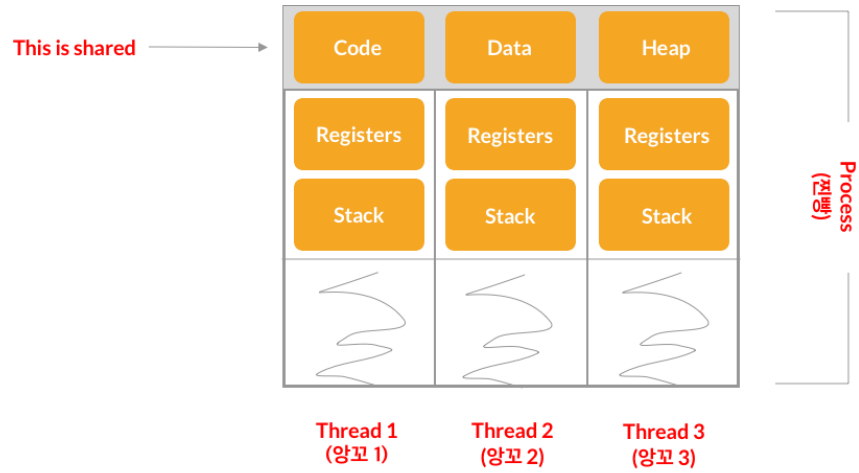 This is shared
Code
Data
Heap
Registers
Registers
Registers
Stack
Stack
Stack
Process
(찐빵)
Thread 1
(앙꼬 1)
Thread 2
(앙꼬 2)
Thread 3
(앙꼬 3)